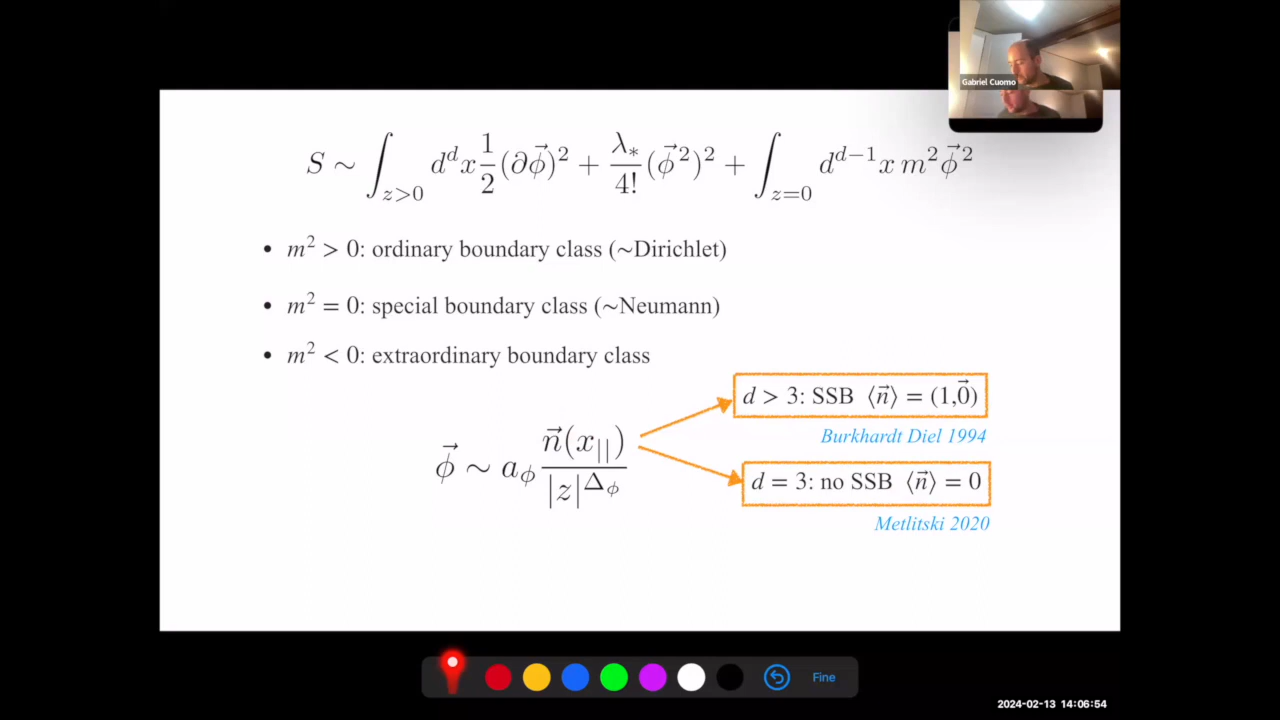 Gabriel Cuomo
S ∼ ∫_{z>0} d^d x 1/2 (∂ϕ⃗)² + λ_*/4! (ϕ⃗²)² + ∫_{z=0} d^{d−1}x m² ϕ⃗²
• m² > 0: ordinary boundary class (~Dirichlet)
• m² = 0: special boundary class (~Neumann)
• m² < 0: extraordinary boundary class
d > 3: SSB ⟨n⃗⟩ = (1,0⃗)
Burkhardt Diel 1994
ϕ⃗ ∼ a_ϕ n⃗(x_{||})/|z|^{Δ_ϕ}
d = 3: no SSB ⟨n⃗⟩ = 0
Metlitski 2020
Fine
2024-02-13 14:06:54